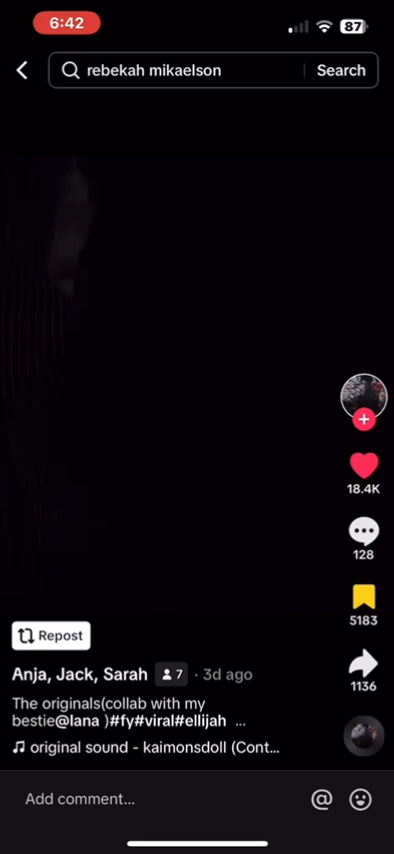 6:42
87
rebekah mikaelson
Search
18.4K
128
5183
1136
Repost
Anja, Jack, Sarah 7 · 3d ago
The originals(collab with my
bestie@lana )#fy#viral#ellijah ...
original sound - kaimonsdoll (Cont...
Add comment...